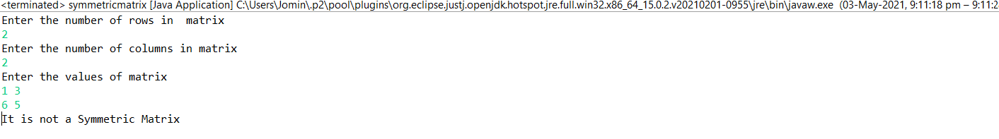 <terminated> symmetricmatrix [Java Application] C:\Users\Jomin\.p2\pool\plugins\org.eclipse.justj.openjdk.hotspot.jre.full.win32.x86_64_15.0.2.v20210201-0955\jre\bin\javaw.exe (03-May-2021, 9:11:18 pm – 9:11:2
Enter the number of rows in  matrix
2
Enter the number of columns in matrix
2
Enter the values of matrix
1 3
6 5
It is not a Symmetric Matrix